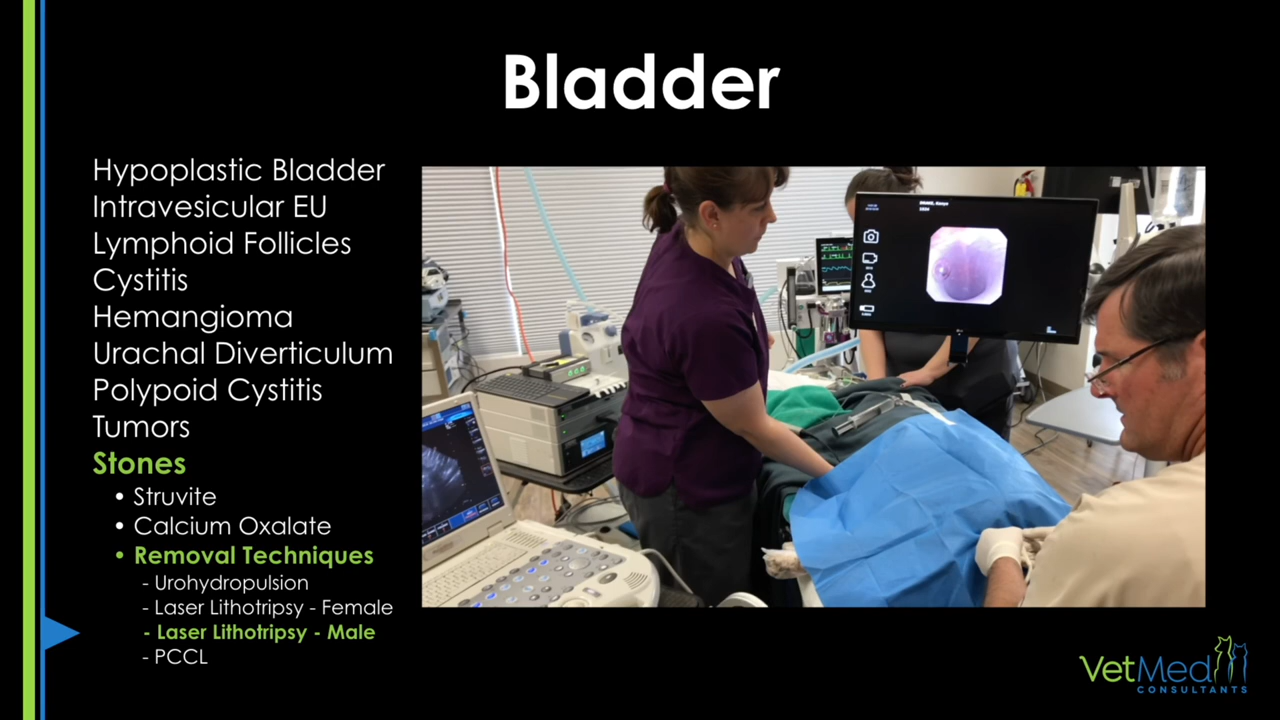 Bladder
Hypoplastic Bladder
Intravesicular EU
Lymphoid Follicles
Cystitis
Hemangioma
Urachal Diverticulum
Polypoid Cystitis
Tumors
Stones
• Struvite
• Calcium Oxalate
• Removal Techniques
- Urohydropulsion
- Laser Lithotripsy - Female
- Laser Lithotripsy - Male
- PCCL
VetMed
CONSULTANTS